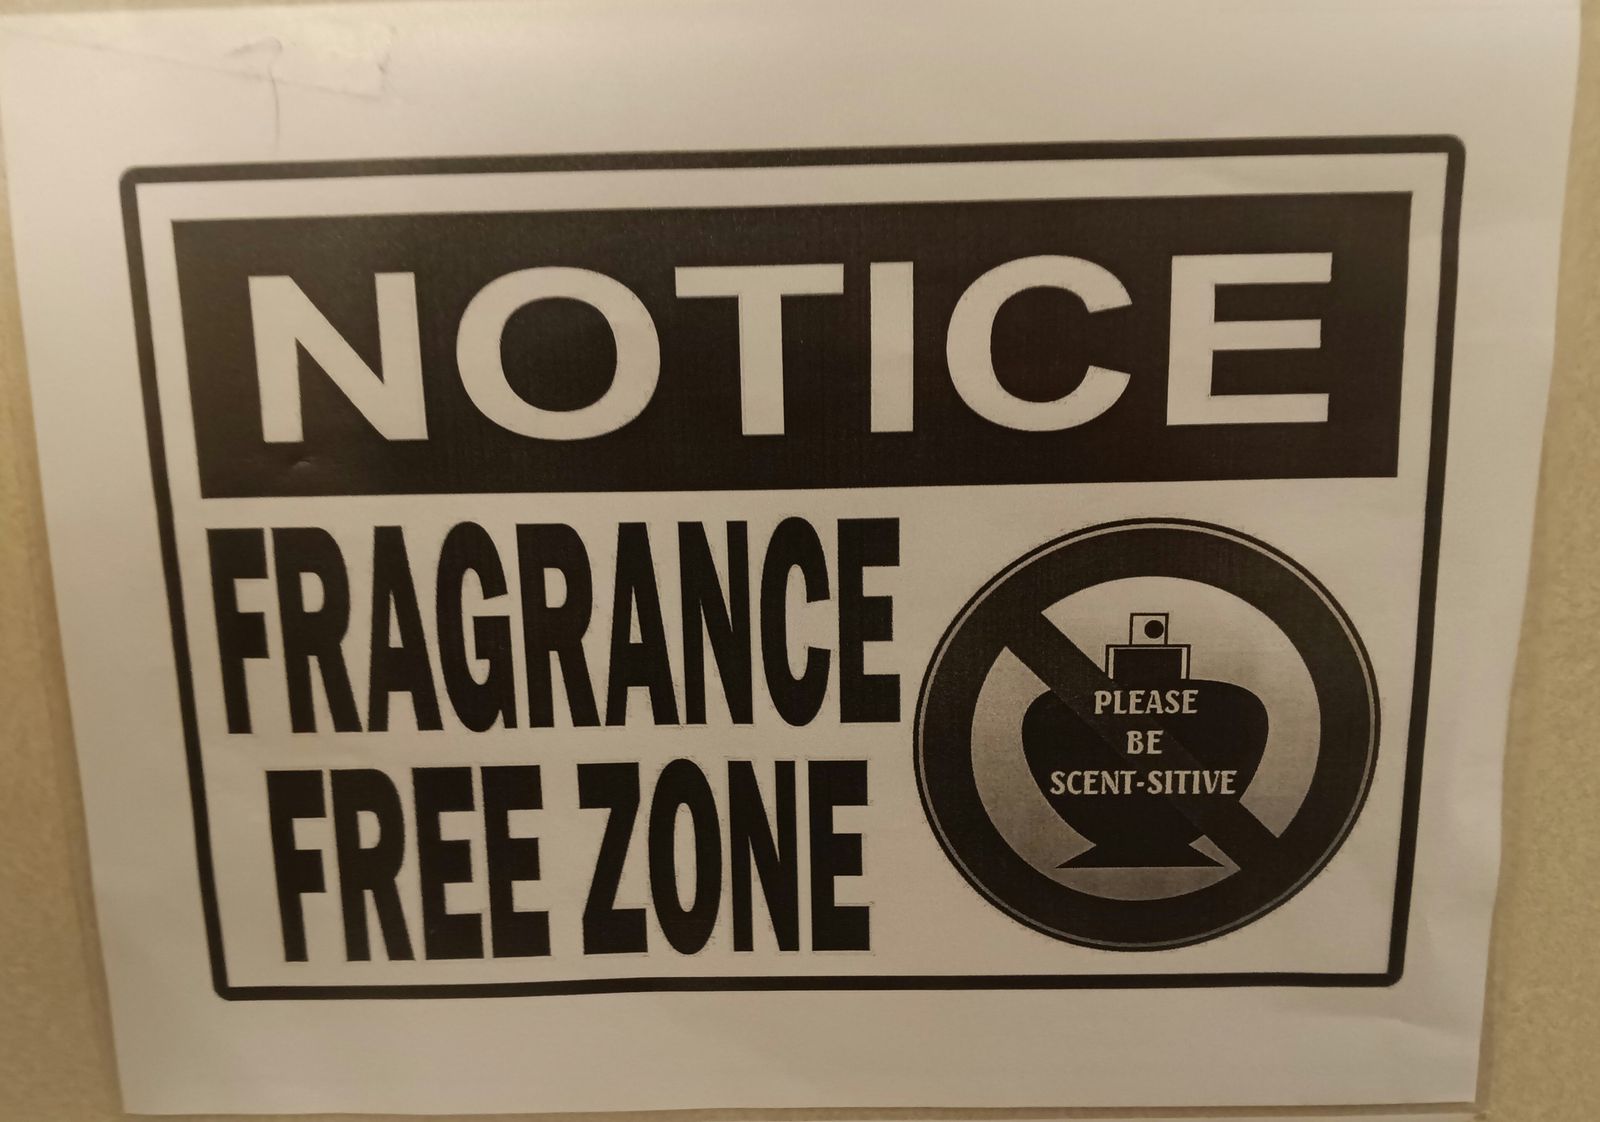 NOTICE
FRAGRANCE
FREE ZONE
PLEASE
BE
SCENT-SITIVE